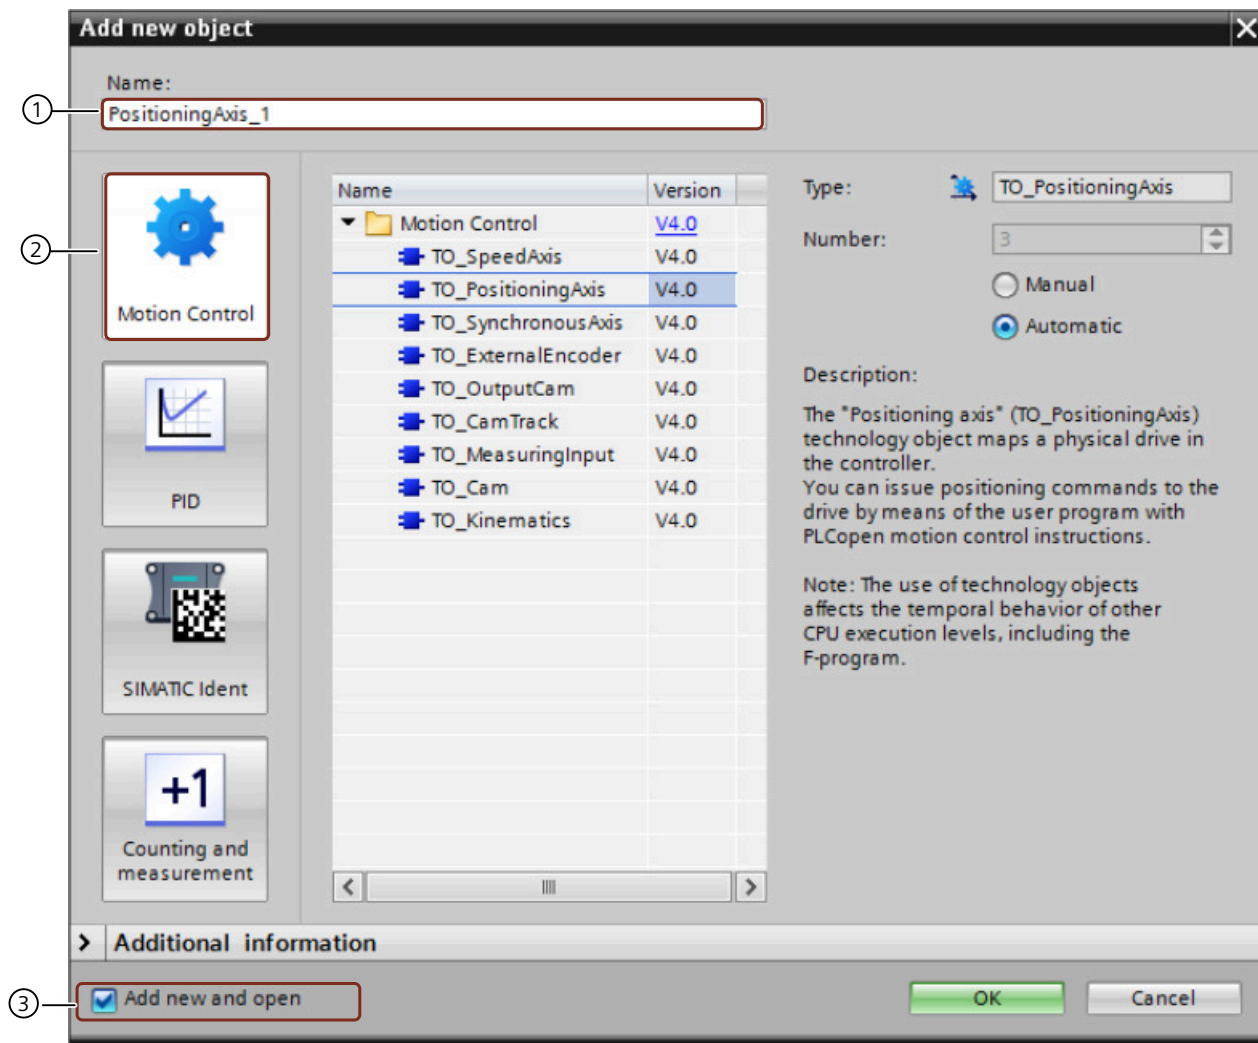 Add new object
Name:
1
PositioningAxis_1
2
Motion Control
PID
SIMATIC Ident
+1
Counting and
measurement
Name Version
Motion Control V4.0
TO_SpeedAxis V4.0
TO_PositioningAxis V4.0
TO_SynchronousAxis V4.0
TO_ExternalEncoder V4.0
TO_OutputCam V4.0
TO_CamTrack V4.0
TO_MeasuringInput V4.0
TO_Cam V4.0
TO_Kinematics V4.0
Type: TO_PositioningAxis
Number: 3
Manual
Automatic
Description:
The "Positioning axis" (TO_PositioningAxis)
technology object maps a physical drive in
the controller.
You can issue positioning commands to the
drive by means of the user program with
PLCopen motion control instructions.
Note: The use of technology objects
affects the temporal behavior of other
CPU execution levels, including the
F-program.
Additional information
3
Add new and open
OK Cancel